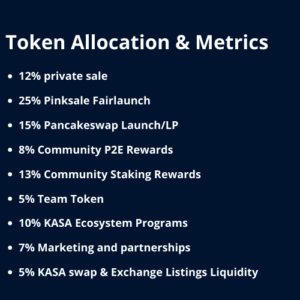 Token Allocation & Metrics
12% private sale
25% Pinksale Fairlaunch
15% Pancakeswap Launch/LP
8% Community P2E Rewards
13% Community Staking Rewards
5% Team Token
10% KASA Ecosystem Programs
7% Marketing and partnerships
5% KASA swap & Exchange Listings Liquidity